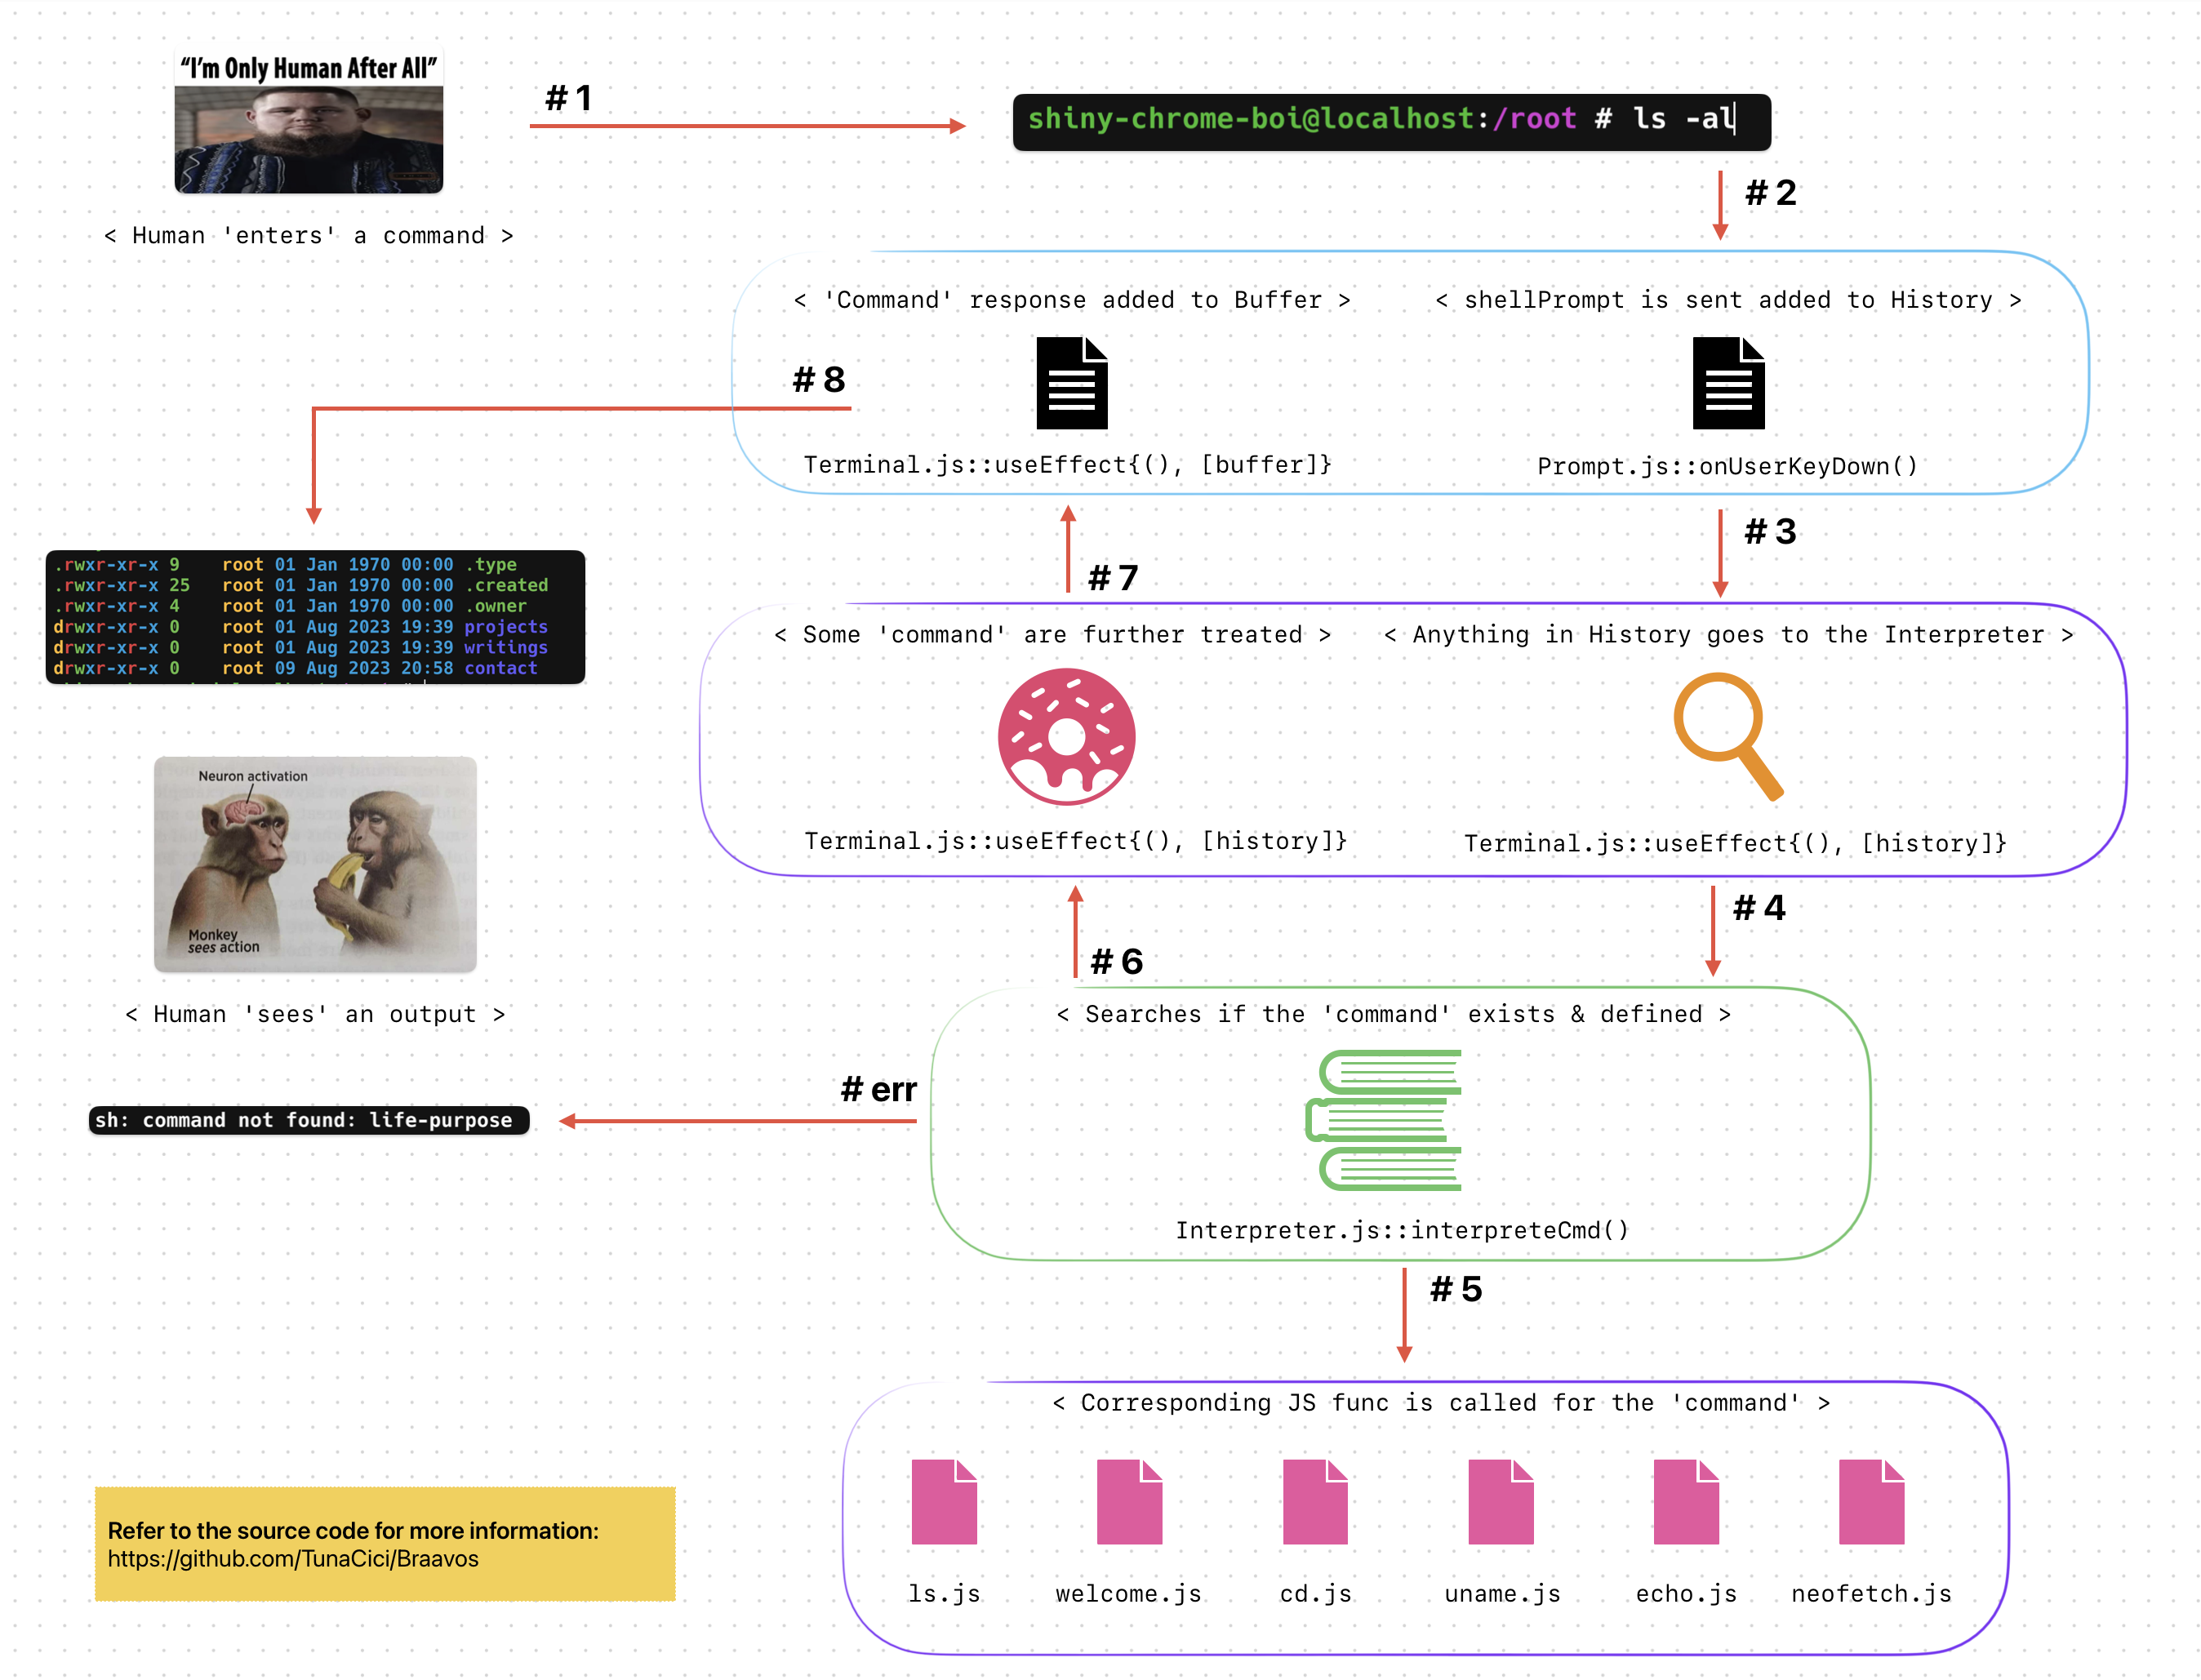 “I’m Only Human After All”
< Human 'enters' a command >
# 1
shiny-chrome-boi@localhost:/root # ls -al
# 2
< 'Command' response added to Buffer >
< shellPrompt is sent added to History >
# 8
Terminal.js::useEffect{(), [buffer]}
Prompt.js::onUserKeyDown()
# 3
# 7
.rwxr-xr-x 9 root 01 Jan 1970 00:00 .type
.rwxr-xr-x 25 root 01 Jan 1970 00:00 .created
.rwxr-xr-x 4 root 01 Jan 1970 00:00 .owner
drwxr-xr-x 0 root 01 Aug 2023 19:39 projects
drwxr-xr-x 0 root 01 Aug 2023 19:39 writings
drwxr-xr-x 0 root 09 Aug 2023 20:58 contact
< Some 'command' are further treated >
< Anything in History goes to the Interpreter >
Terminal.js::useEffect{(), [history]}
Terminal.js::useEffect{(), [history]}
Neuron activation
Monkey
sees action
< Human 'sees' an output >
# 4
# 6
< Searches if the 'command' exists & defined >
# err
sh: command not found: life-purpose
Interpreter.js::interpreteCmd()
# 5
< Corresponding JS func is called for the 'command' >
ls.js
welcome.js
cd.js
uname.js
echo.js
neofetch.js
Refer to the source code for more information:
https://github.com/TunaCici/Braavos